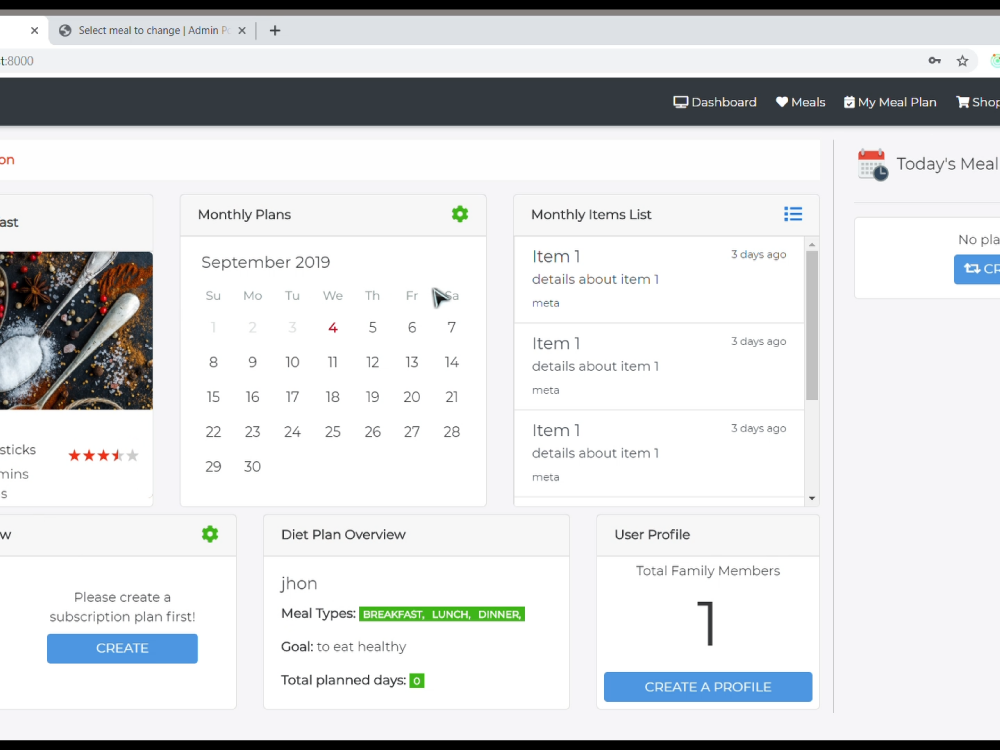 Select meal to change | Admin Po
t:8000
Dashboard Meals My Meal Plan Shop
on
Today's Meal
ast
Monthly Plans
Monthly Items List
No pla
CR
September 2019
Su Mo Tu We Th Fr Sa
1 2 3 4 5 6 7
8 9 10 11 12 13 14
15 16 17 18 19 20 21
22 23 24 25 26 27 28
29 30
Item 1 3 days ago
details about item 1
meta
Item 1 3 days ago
details about item 1
meta
Item 1 3 days ago
details about item 1
meta
sticks
mins
s
w
Please create a
subscription plan first!
CREATE
Diet Plan Overview
jhon
Meal Types: BREAKFAST, LUNCH, DINNER,
Goal: to eat healthy
Total planned days: 0
User Profile
Total Family Members
1
CREATE A PROFILE